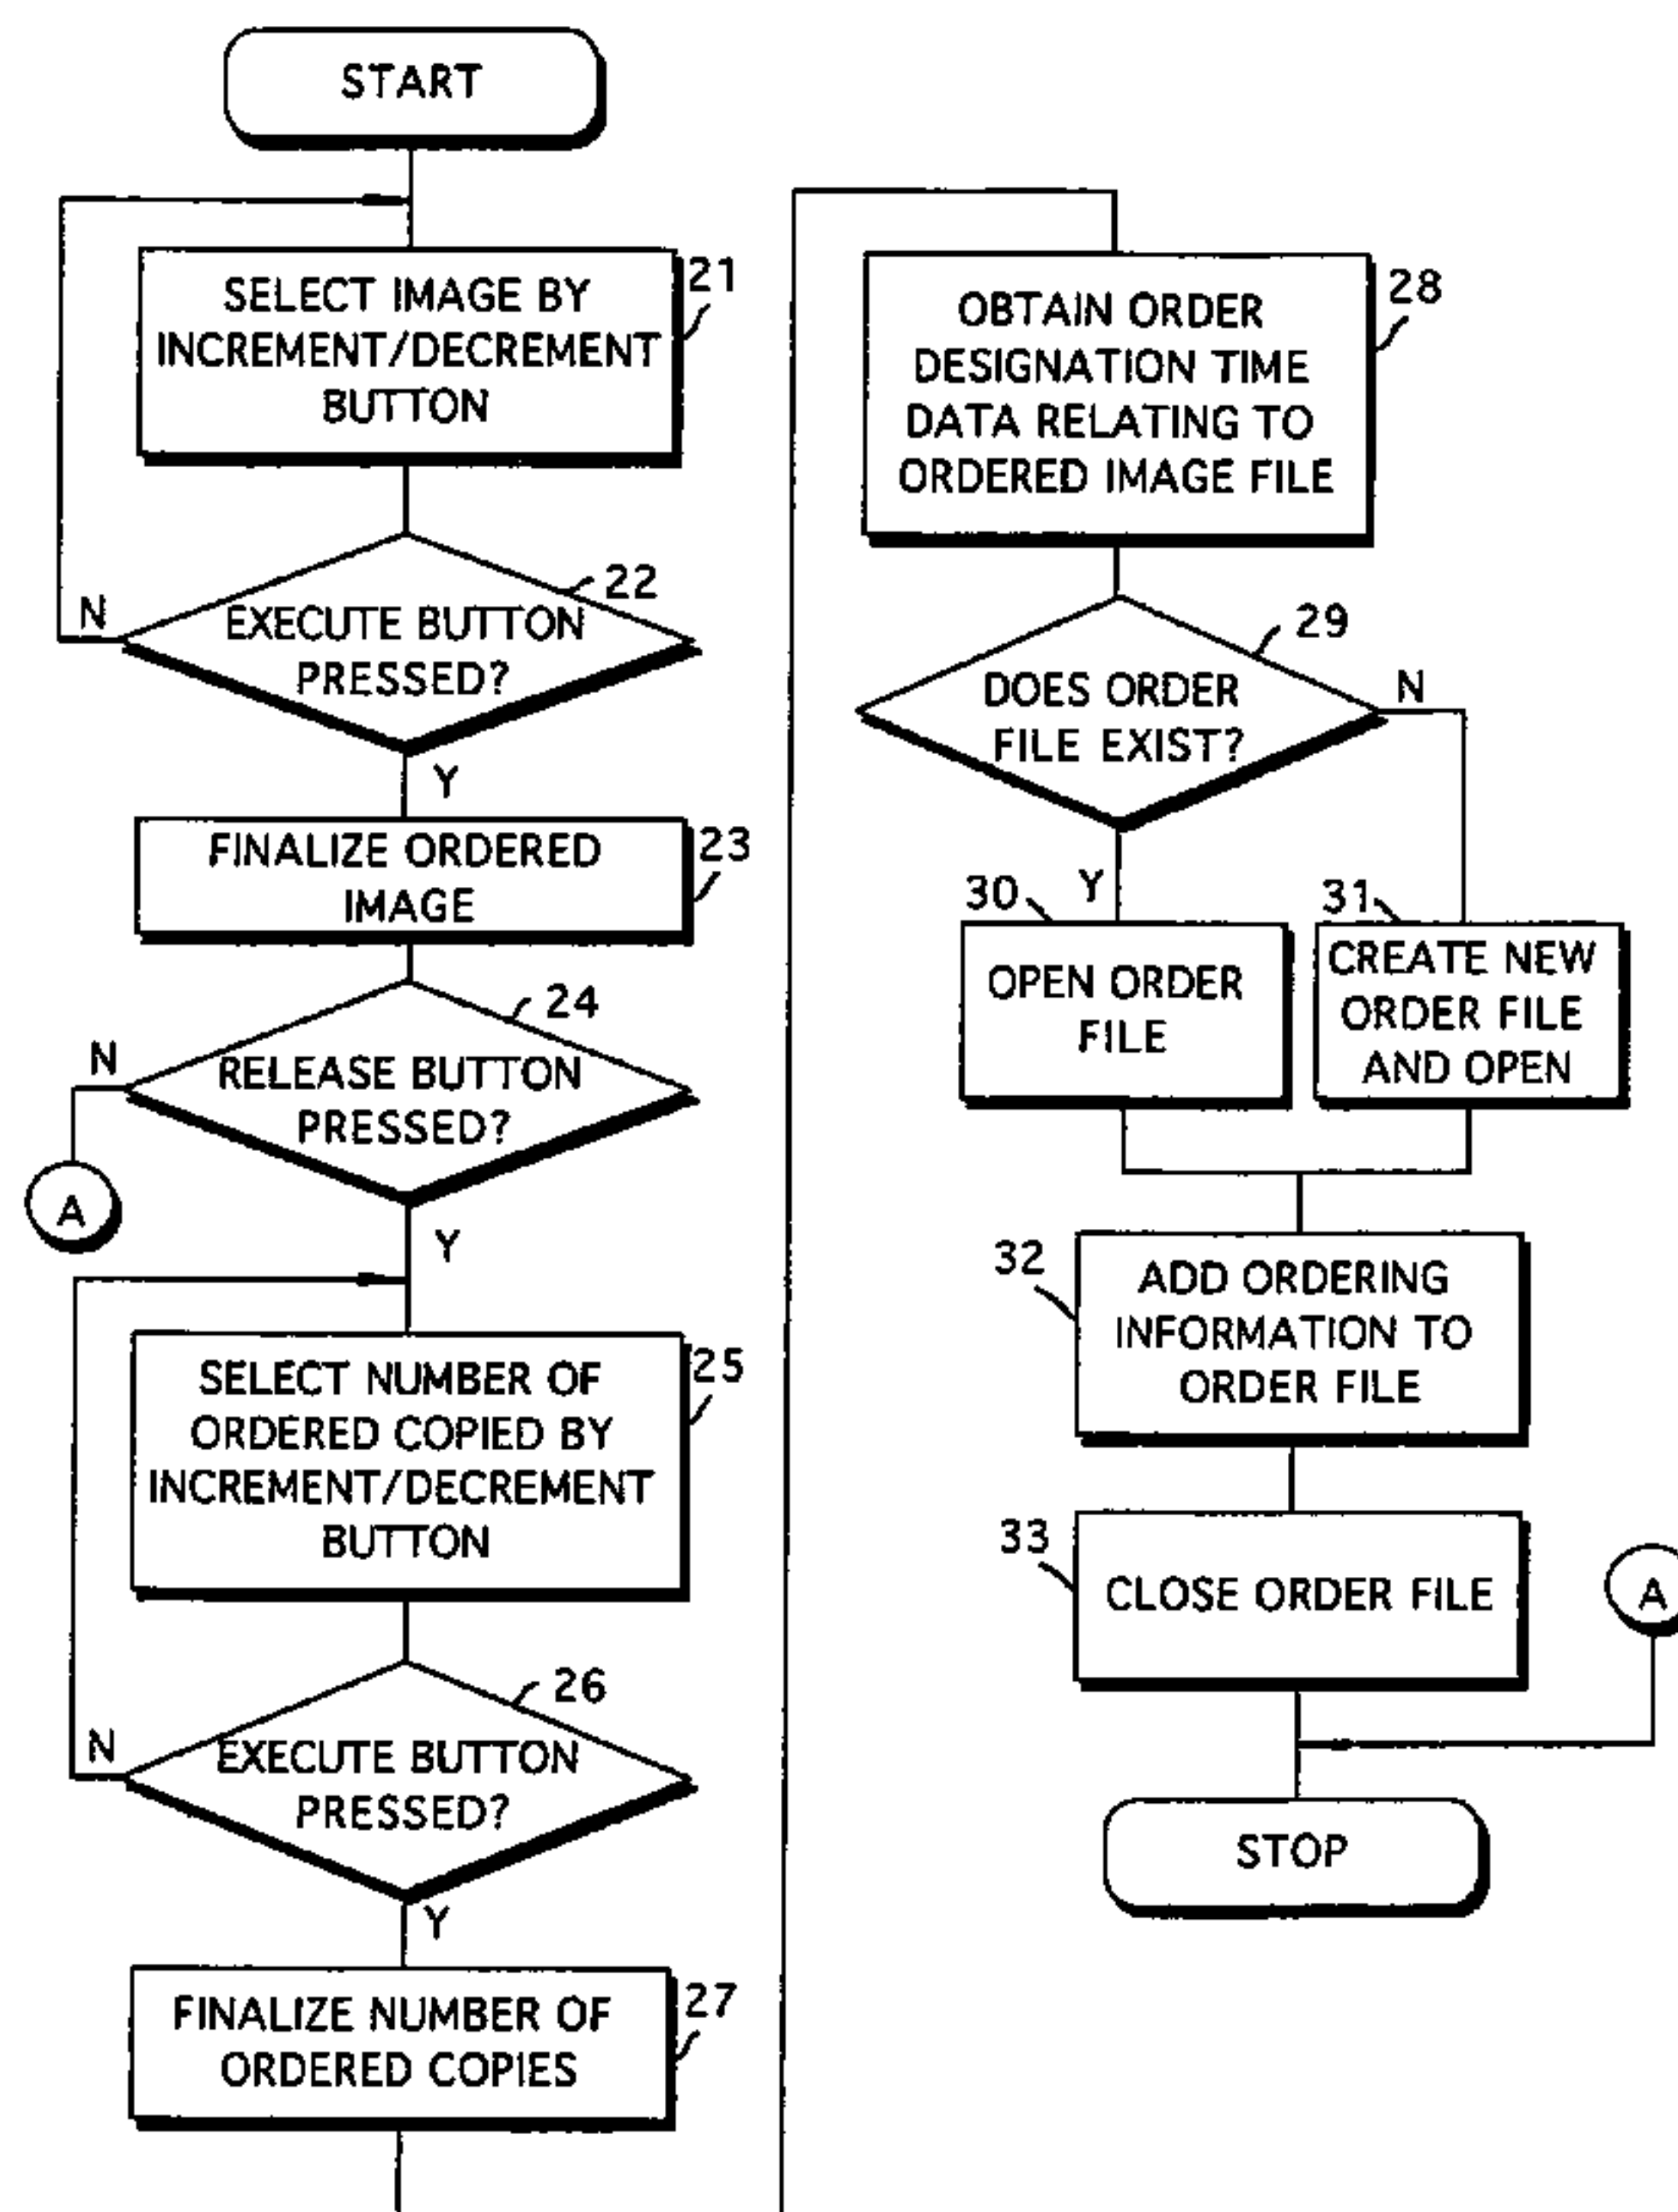 START
SELECT IMAGE BY
INCREMENT/DECREMENT
BUTTON
21
EXECUTE BUTTON
PRESSED?
22
N
Y
FINALIZE ORDERED
IMAGE
23
RELEASE BUTTON
PRESSED?
24
N
A
Y
SELECT NUMBER OF
ORDERED COPIED BY
INCREMENT/DECREMENT
BUTTON
25
EXECUTE BUTTON
PRESSED?
26
N
Y
FINALIZE NUMBER OF
ORDERED COPIES
27
OBTAIN ORDER
DESIGNATION TIME
DATA RELATING TO
ORDERED IMAGE FILE
28
DOES ORDER
FILE EXIST?
29
N
Y
30
OPEN ORDER
FILE
31
CREATE NEW
ORDER FILE
AND OPEN
32
ADD ORDERING
INFORMATION TO
ORDER FILE
33
CLOSE ORDER FILE
A
STOP